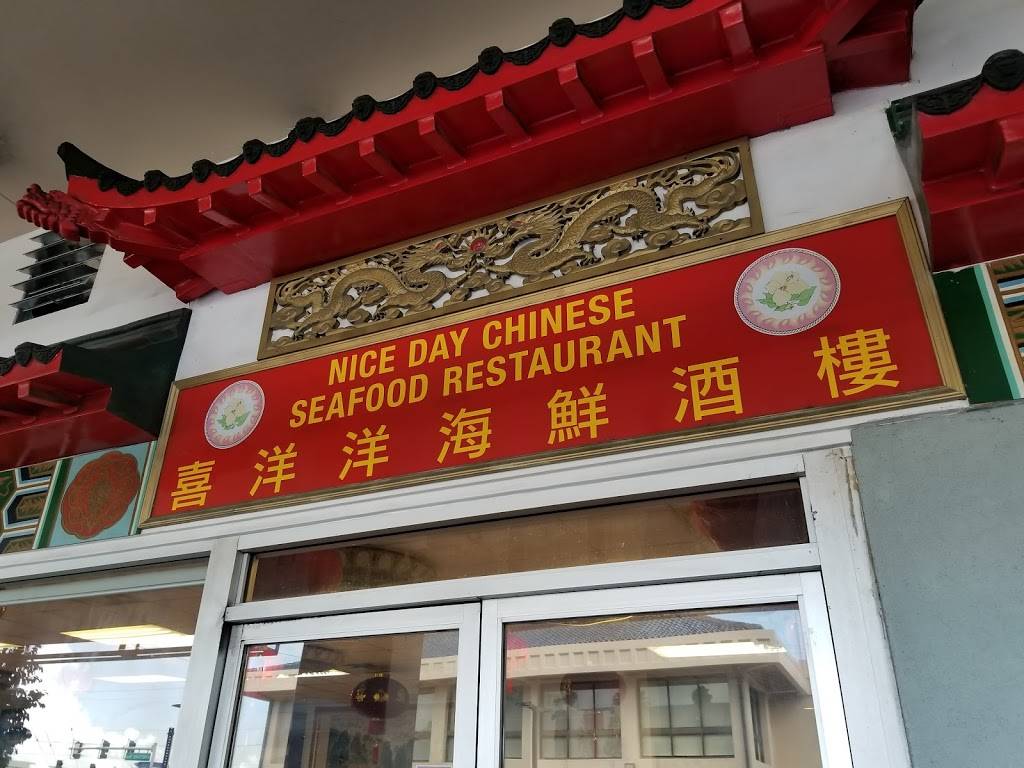 NICE DAY CHINESE
SEAFOOD RESTAURANT
喜洋洋海鮮酒樓